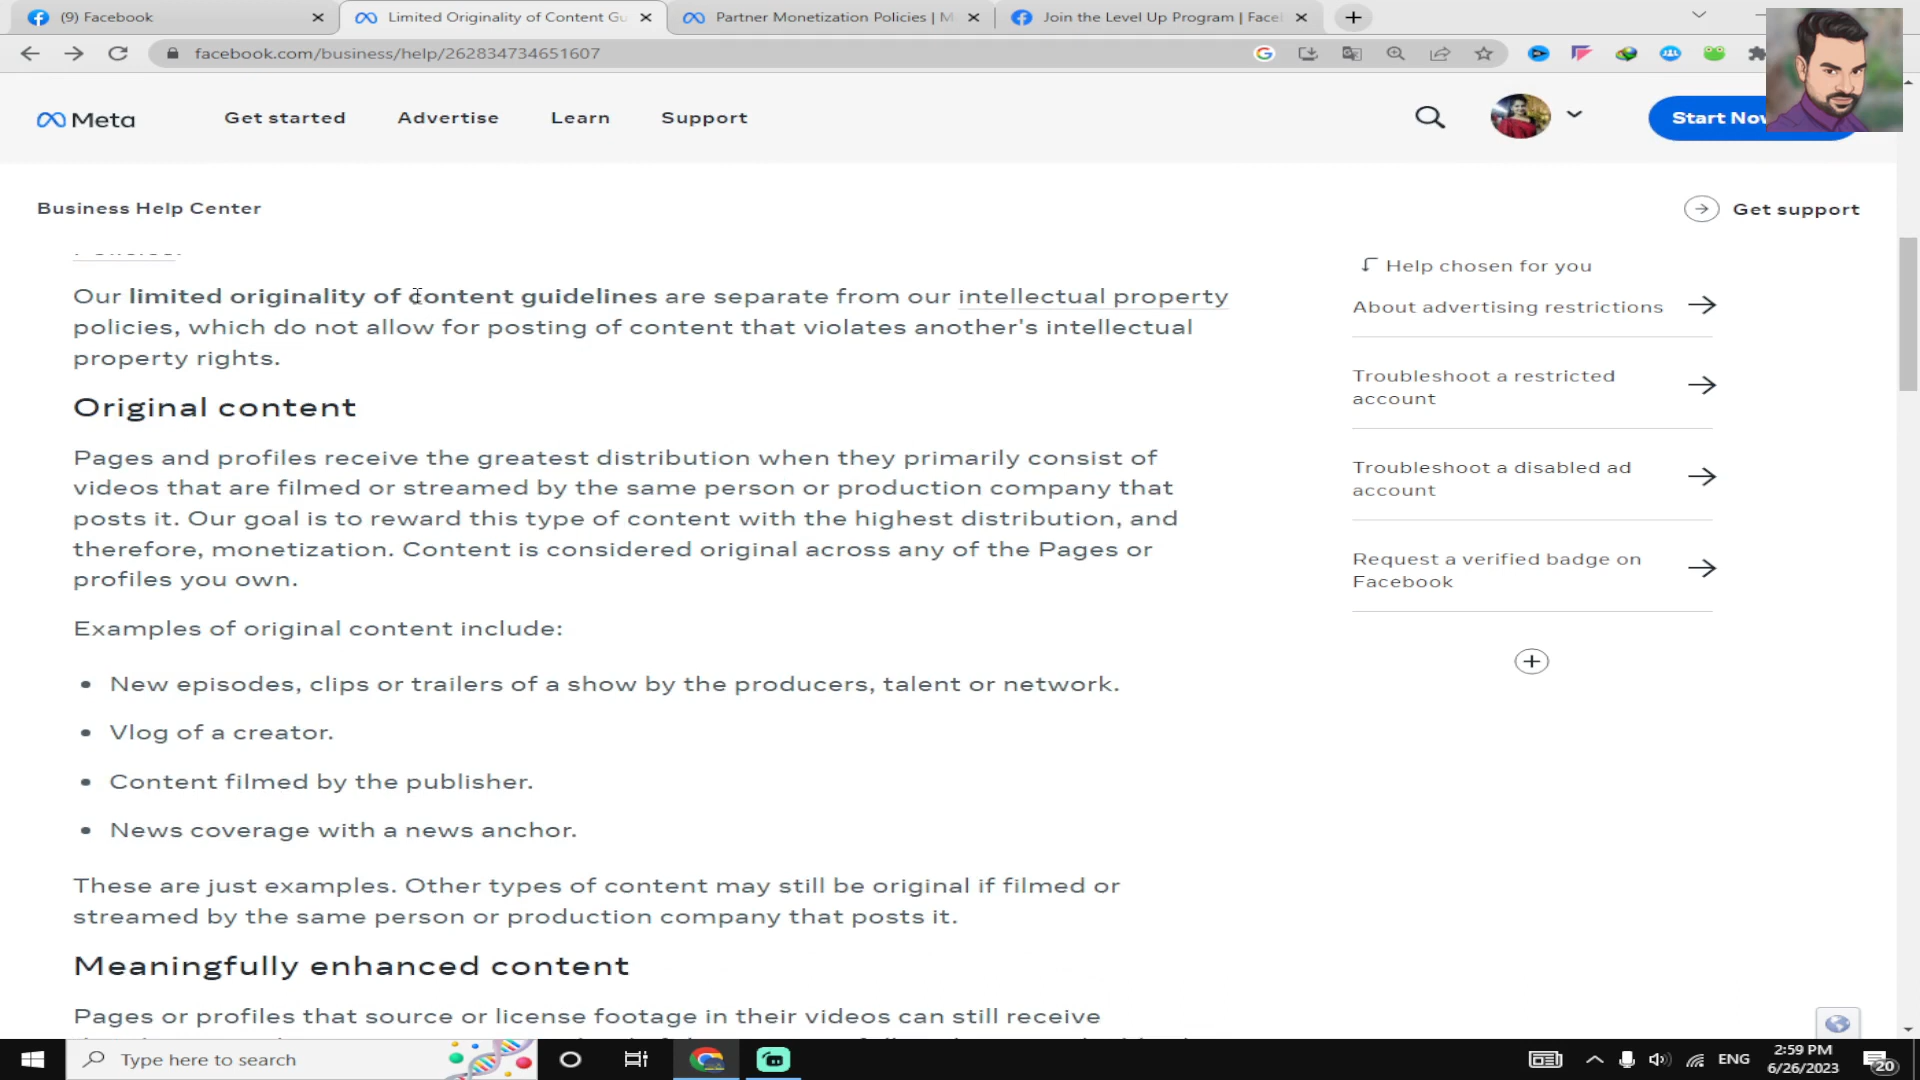 (9) Facebook
Limited Originality of Content Gu
Partner Monetization Policies | M
Join the Level Up Program | Face
facebook.com/business/help/262834734651607
Meta
Get started
Advertise
Learn
Support
Start Now
Business Help Center
Get support
Our limited originality of content guidelines are separate from our intellectual property
policies, which do not allow for posting of content that violates another's intellectual
property rights.
Original content
Pages and profiles receive the greatest distribution when they primarily consist of
videos that are filmed or streamed by the same person or production company that
posts it. Our goal is to reward this type of content with the highest distribution, and
therefore, monetization. Content is considered original across any of the Pages or
profiles you own.
Examples of original content include:
• New episodes, clips or trailers of a show by the producers, talent or network.
• Vlog of a creator.
• Content filmed by the publisher.
• News coverage with a news anchor.
These are just examples. Other types of content may still be original if filmed or
streamed by the same person or production company that posts it.
Meaningfully enhanced content
Pages or profiles that source or license footage in their videos can still receive
Help chosen for you
About advertising restrictions
Troubleshoot a restricted
account
Troubleshoot a disabled ad
account
Request a verified badge on
Facebook
Type here to search
ENG
2:59 PM
6/26/2023
20